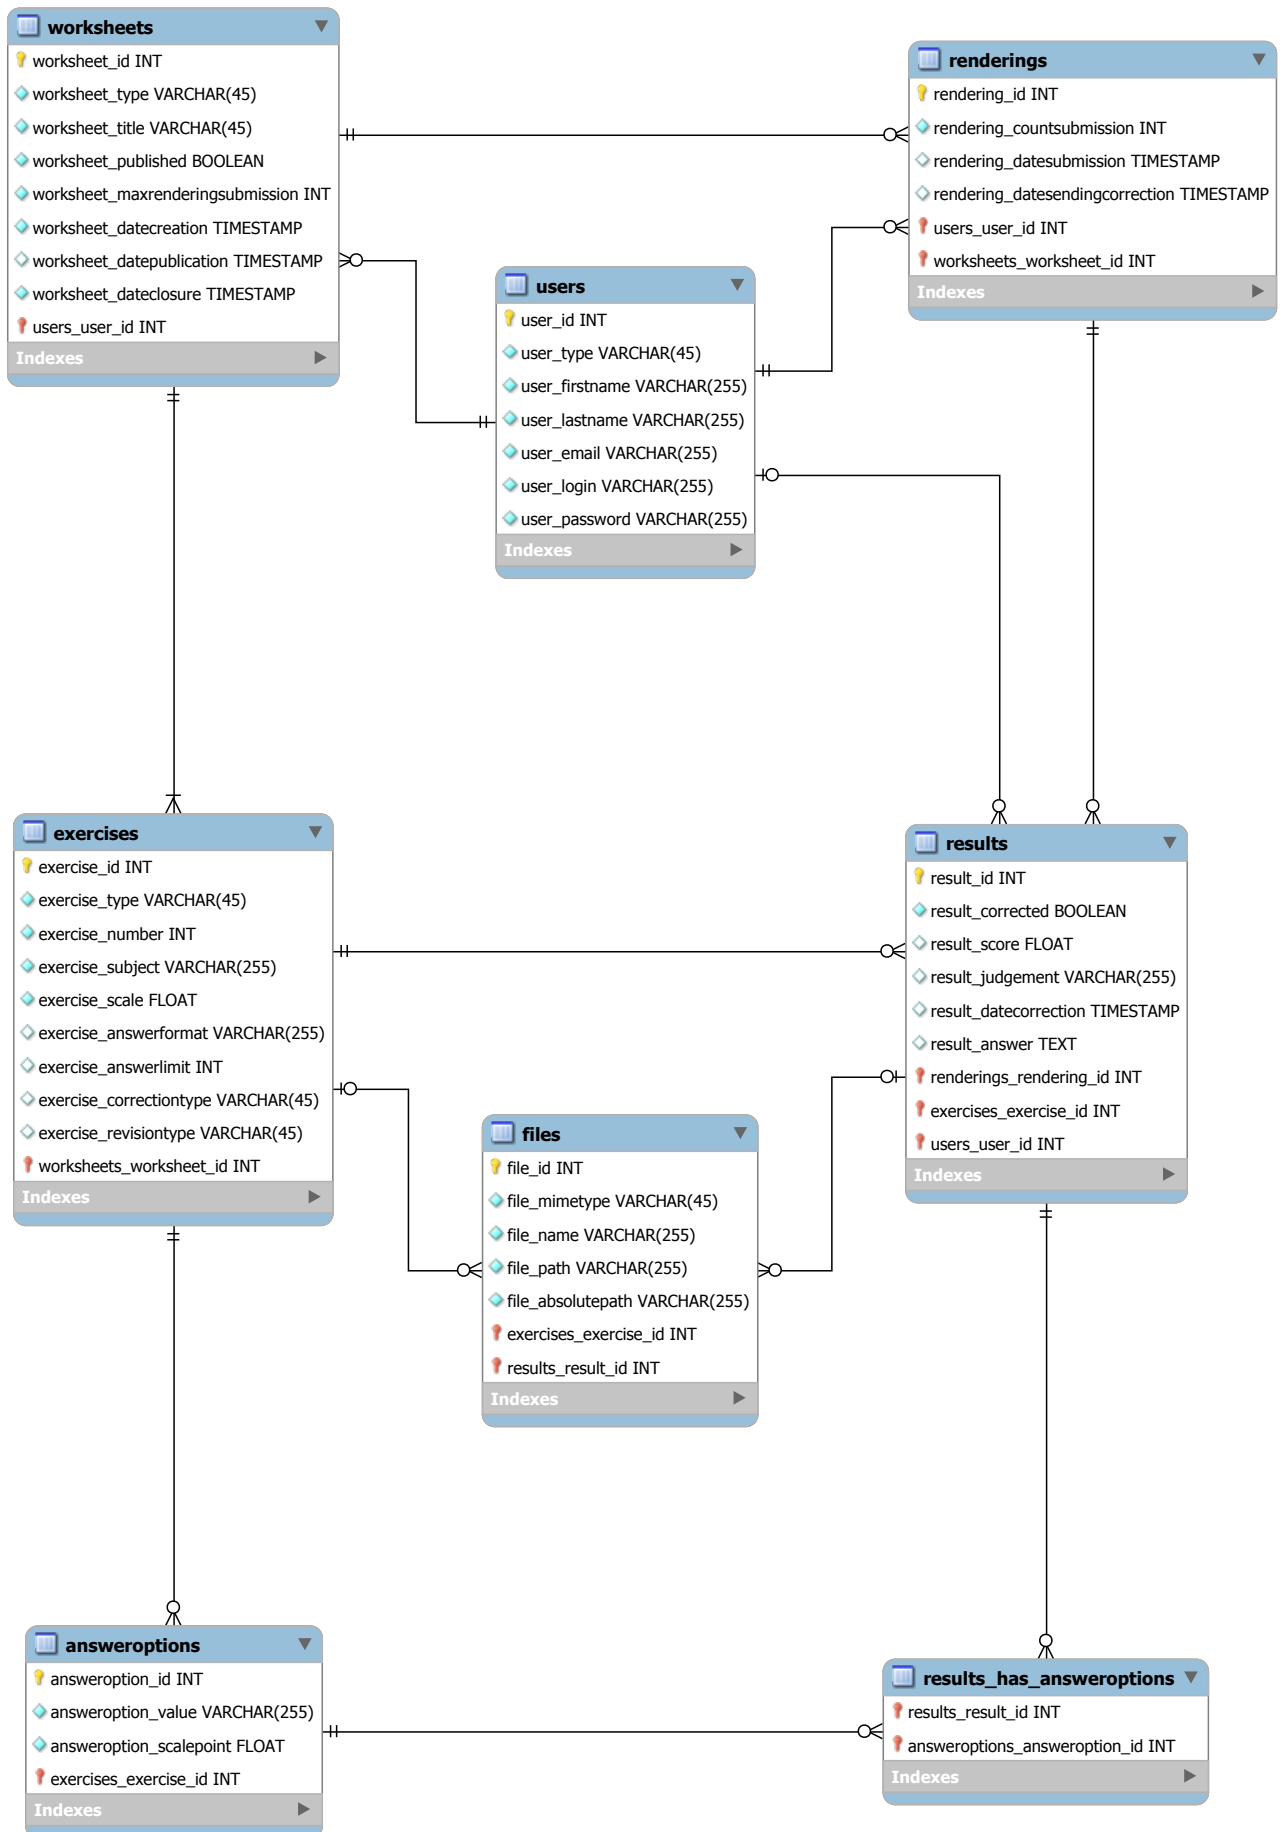 worksheets
worksheet_id INT
worksheet_type VARCHAR(45)
worksheet_title VARCHAR(45)
worksheet_published BOOLEAN
worksheet_maxrenderingsubmission INT
worksheet_datecreation TIMESTAMP
worksheet_datepublication TIMESTAMP
worksheet_dateclosure TIMESTAMP
users_user_id INT
Indexes
renderings
rendering_id INT
rendering_countsubmission INT
rendering_datesubmission TIMESTAMP
rendering_datesendingcorrection TIMESTAMP
users_user_id INT
worksheets_worksheet_id INT
Indexes
users
user_id INT
user_type VARCHAR(45)
user_firstname VARCHAR(255)
user_lastname VARCHAR(255)
user_email VARCHAR(255)
user_login VARCHAR(255)
user_password VARCHAR(255)
Indexes
exercises
exercise_id INT
exercise_type VARCHAR(45)
exercise_number INT
exercise_subject VARCHAR(255)
exercise_scale FLOAT
exercise_answerformat VARCHAR(255)
exercise_answerlimit INT
exercise_correctiontype VARCHAR(45)
exercise_revisiontype VARCHAR(45)
worksheets_worksheet_id INT
Indexes
results
result_id INT
result_corrected BOOLEAN
result_score FLOAT
result_judgement VARCHAR(255)
result_datecorrection TIMESTAMP
result_answer TEXT
renderings_rendering_id INT
exercises_exercise_id INT
users_user_id INT
Indexes
files
file_id INT
file_mimetype VARCHAR(45)
file_name VARCHAR(255)
file_path VARCHAR(255)
file_absolutepath VARCHAR(255)
exercises_exercise_id INT
results_result_id INT
Indexes
answeroptions
answeroption_id INT
answeroption_value VARCHAR(255)
answeroption_scalepoint FLOAT
exercises_exercise_id INT
Indexes
results_has_answeroptions
results_result_id INT
answeroptions_answeroption_id INT
Indexes